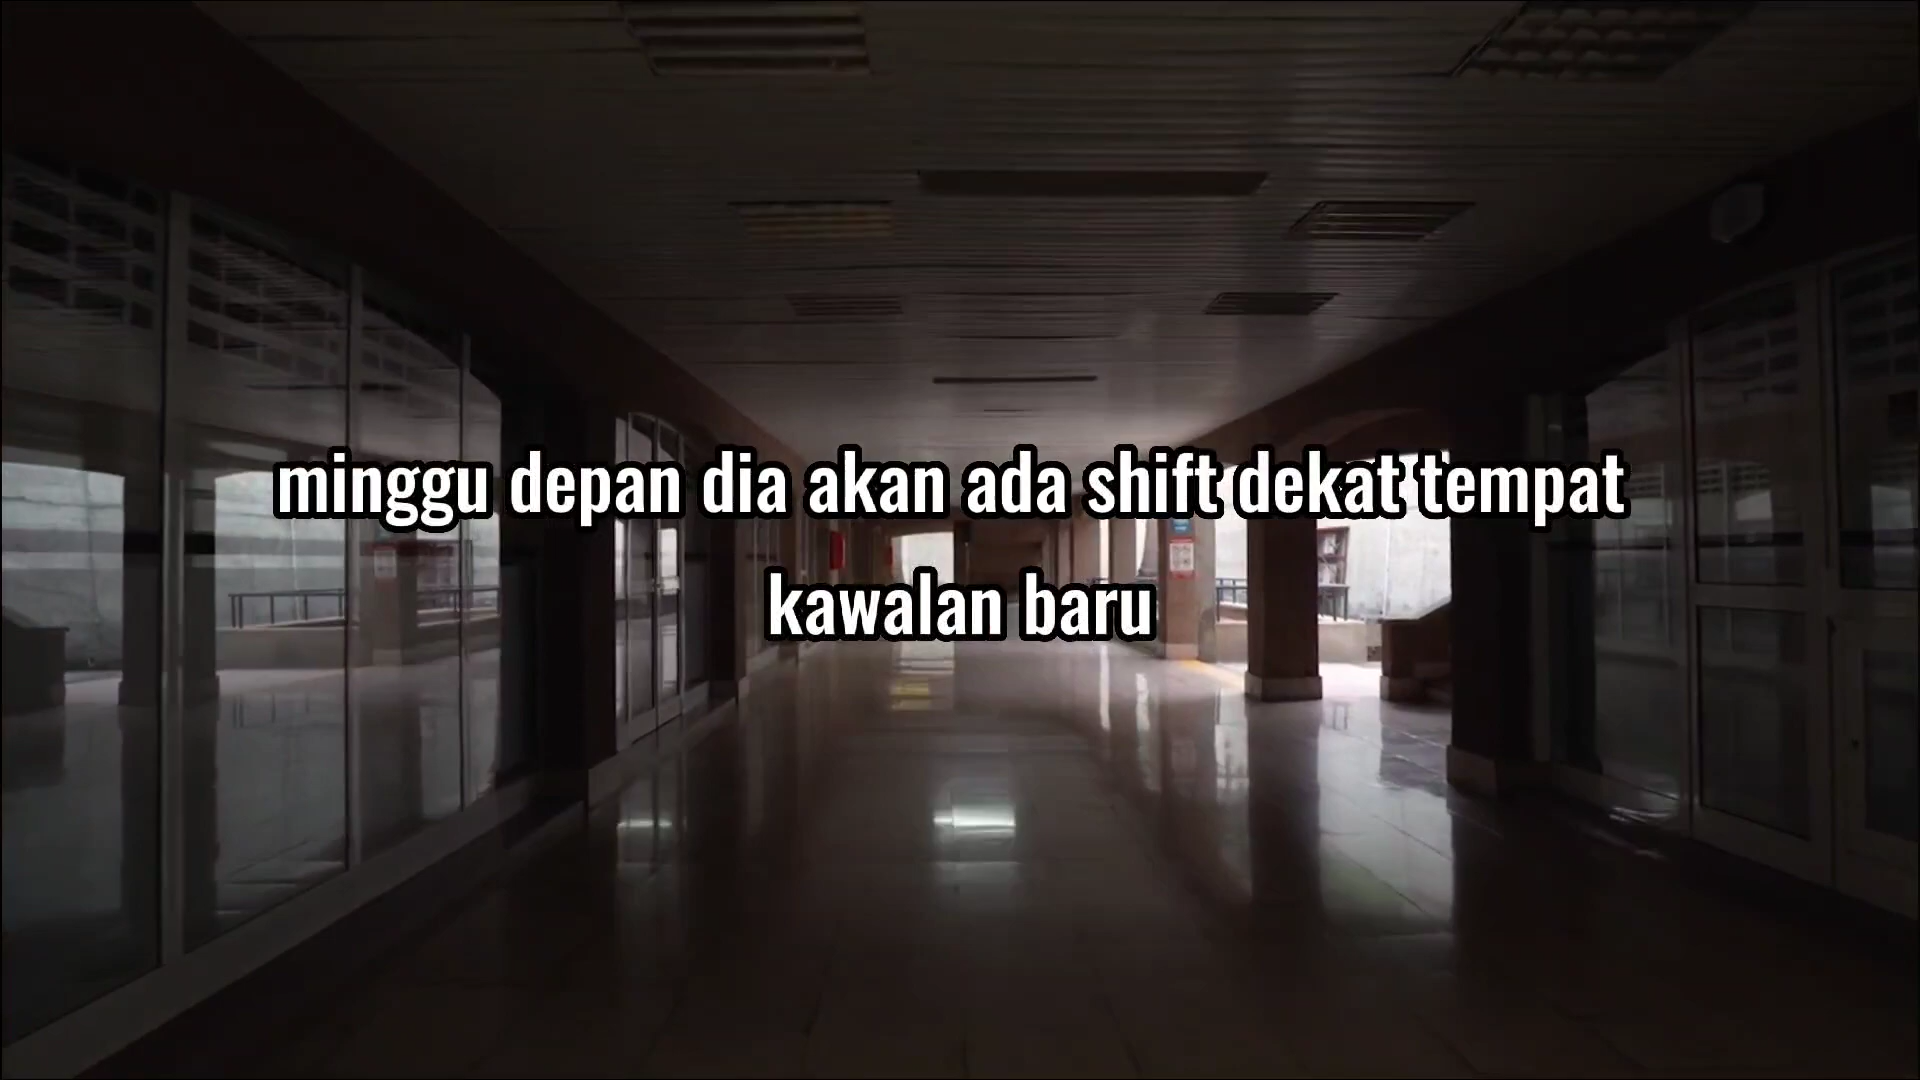 minggu depan dia akan ada shift dekat tempat
kawalan baru